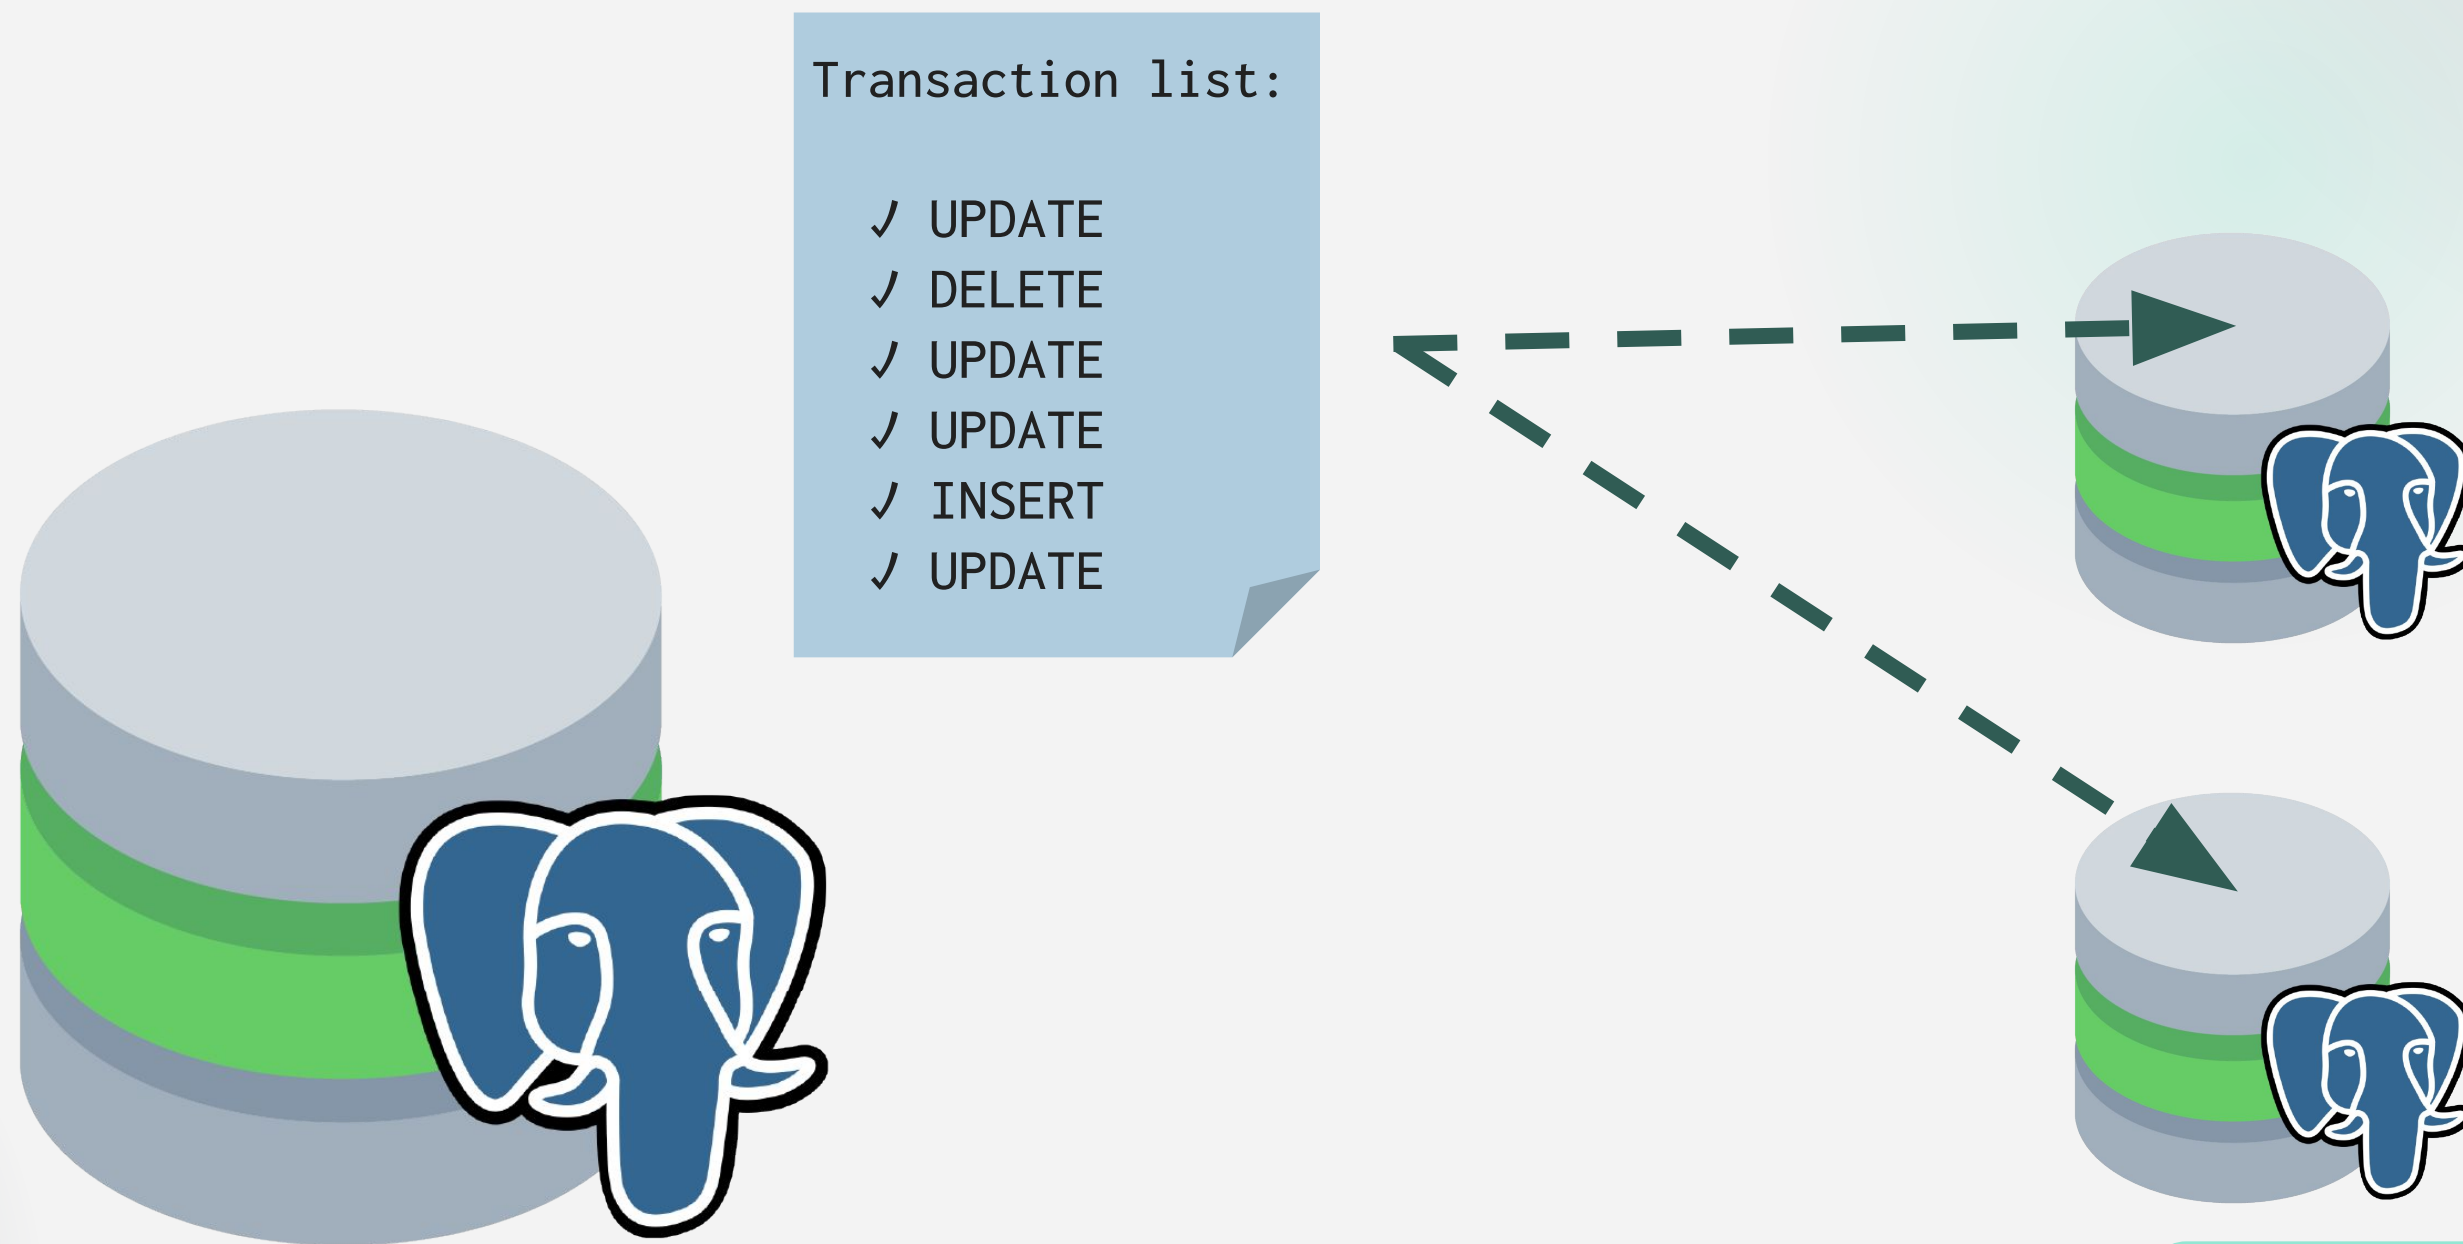 Transaction list:
✓ UPDATE
✓ DELETE
✓ UPDATE
✓ UPDATE
✓ INSERT
✓ UPDATE